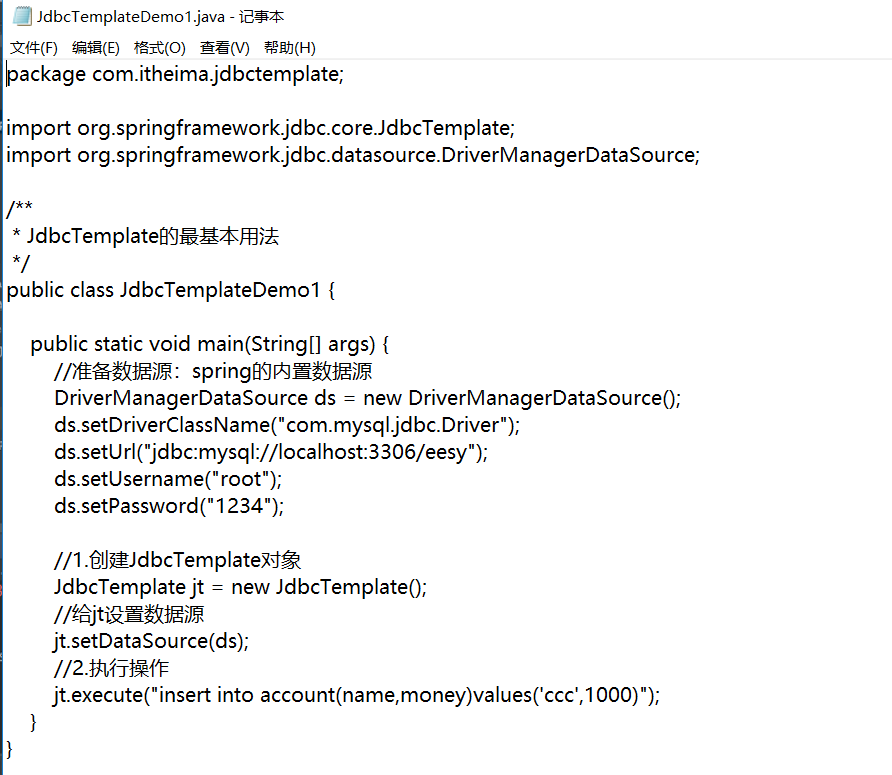 JdbcTemplateDemo1.java - 记事本
文件(F) 编辑(E) 格式(O) 查看(V) 帮助(H)
package com.itheima.jdbctemplate;
import org.springframework.jdbc.core.JdbcTemplate;
import org.springframework.jdbc.datasource.DriverManagerDataSource;
/**
 * JdbcTemplate的最基本用法
 */
public class JdbcTemplateDemo1 {
    public static void main(String[] args) {
        //准备数据源：spring的内置数据源
        DriverManagerDataSource ds = new DriverManagerDataSource();
        ds.setDriverClassName("com.mysql.jdbc.Driver");
        ds.setUrl("jdbc:mysql://localhost:3306/eesy");
        ds.setUsername("root");
        ds.setPassword("1234");
        //1.创建JdbcTemplate对象
        JdbcTemplate jt = new JdbcTemplate();
        //给jt设置数据源
        jt.setDataSource(ds);
        //2.执行操作
        jt.execute("insert into account(name,money)values('ccc',1000)");
    }
}